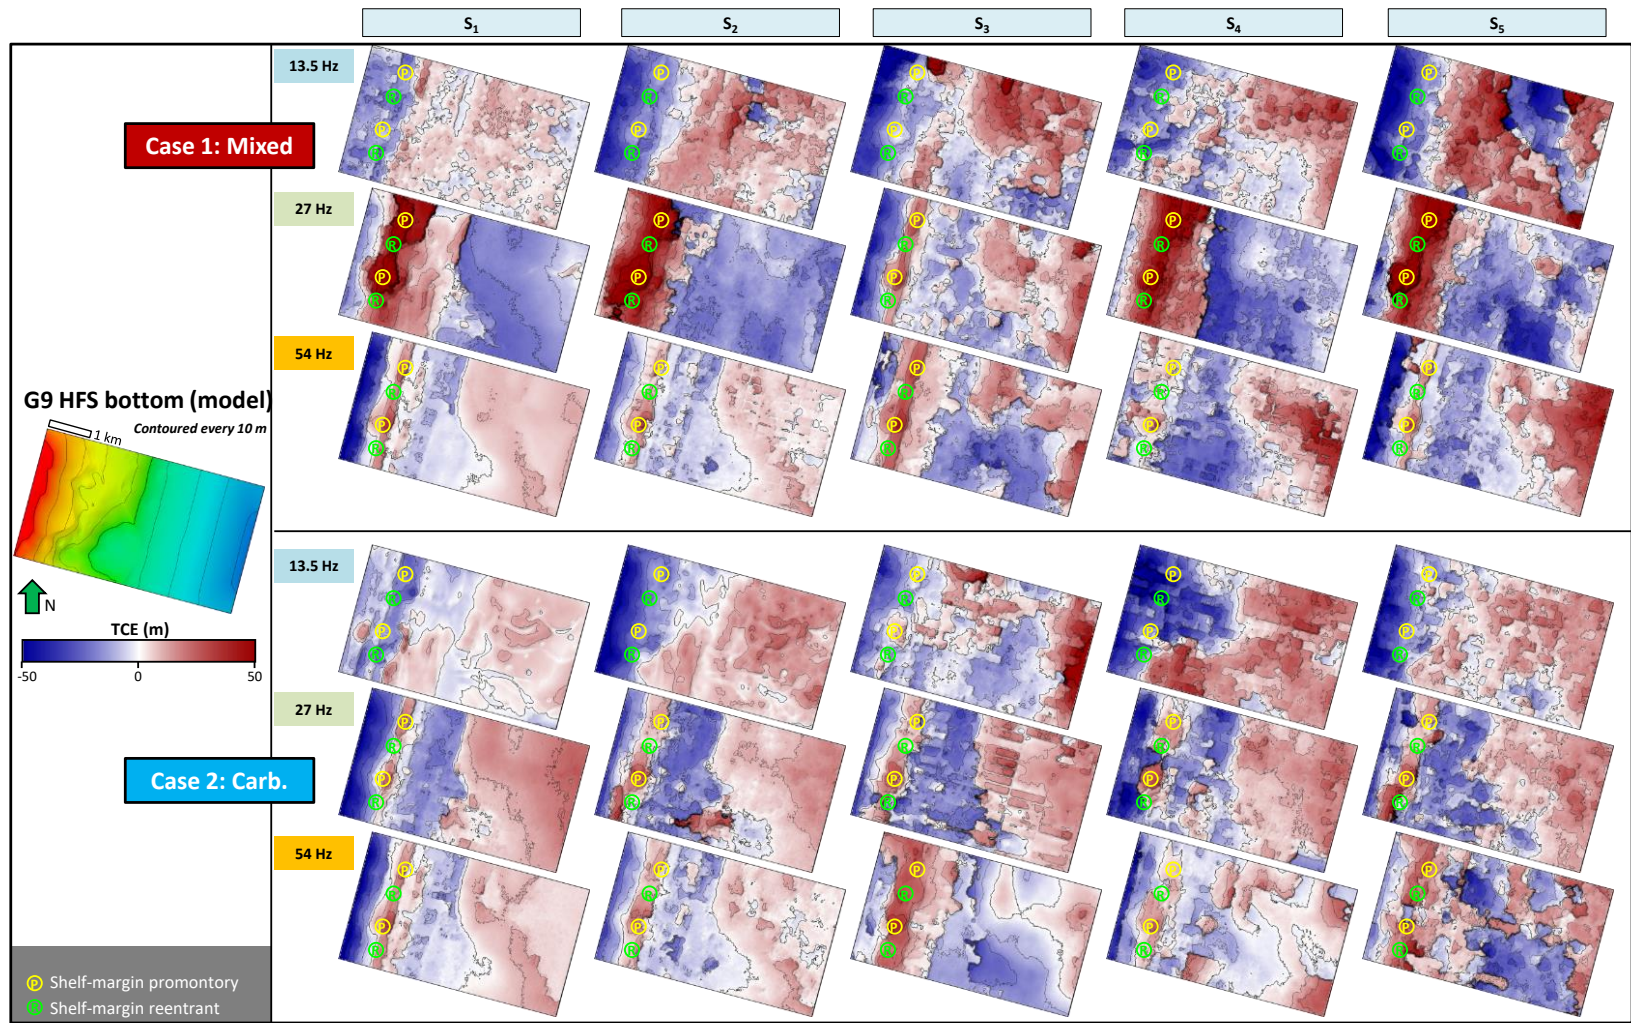 S₁ S₂ S₃ S₄ S₅
13.5 Hz
P P P P P
R R R R R
Case 1: Mixed
P P P P P
R R R R R
27 Hz
P P P P P
R R R R R
P P P P P
R R R R R
54 Hz
P P P P P
R R R R R
P P P P P
R R R R R
G9 HFS bottom (model)
Contoured every 10 m
1 km
N
TCE (m)
-50 0 50
13.5 Hz
P P P P P
R R R R R
P P P P P
R R R R R
27 Hz
P P P P P
R R R R R
Case 2: Carb.
P P P P P
R R R R R
54 Hz
P P P P P
R R R R R
P P P P P
R R R R R
P Shelf-margin promontory
R Shelf-margin reentrant